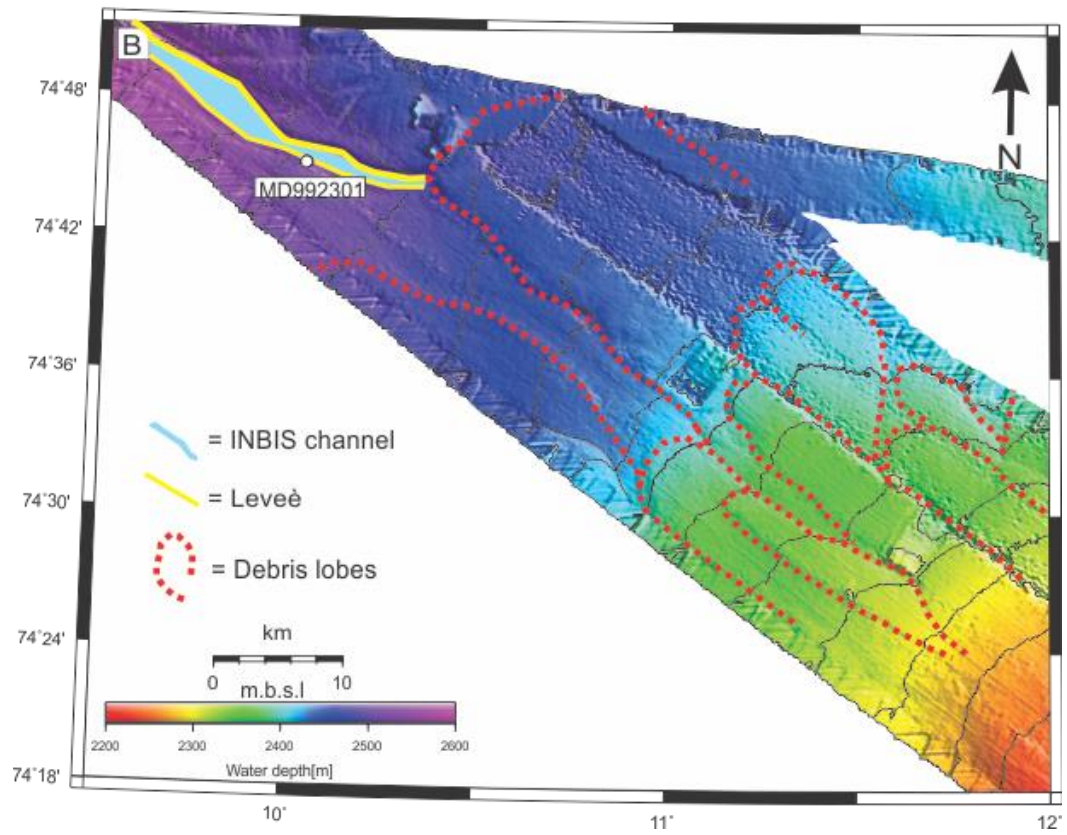 B
74°48'
N
MD992301
74°42'
74°36'
= INBIS channel
74°30'
= Leveè
= Debris lobes
74°24'
km
0 10
m.b.s.l
2200 2300 2400 2500 2600
Water depth[m]
74°18'
10° 11° 12°